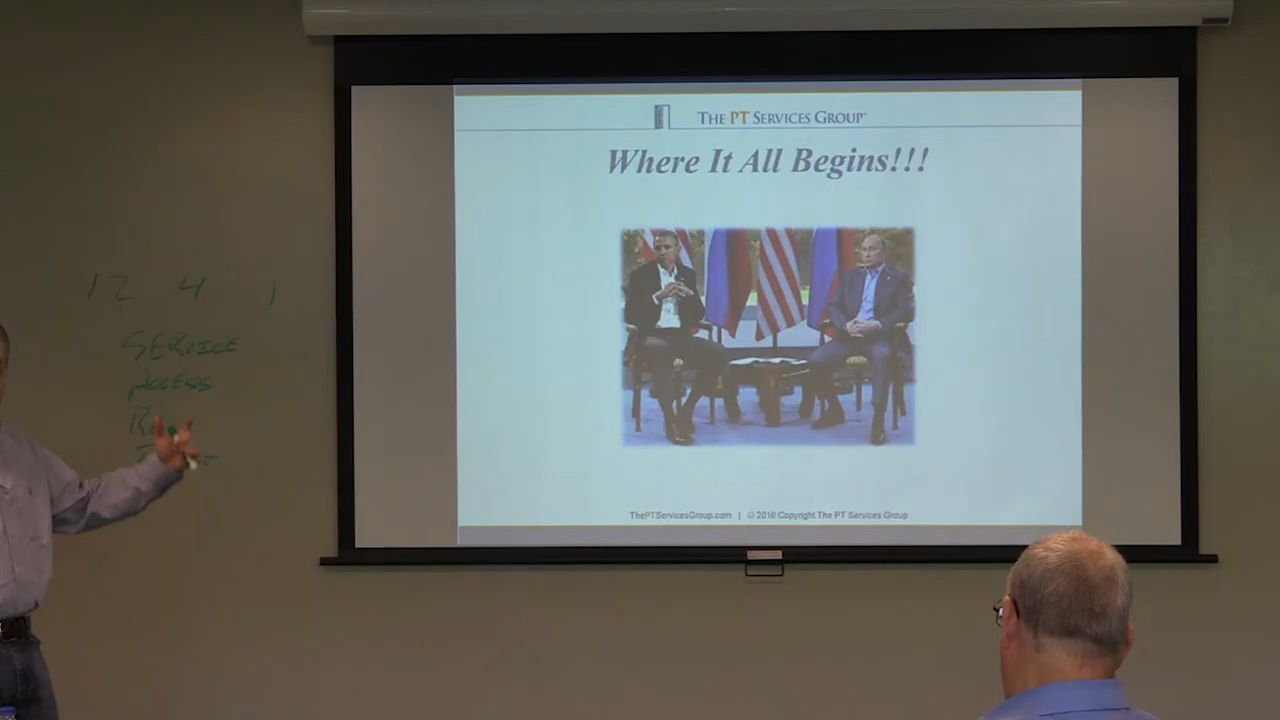 THE PT SERVICES GROUP
Where It All Begins!!!
12 4 1
SERVICE
ACCESS
ThePTServicesGroup.com | © 2016 Copyright The PT Services Group